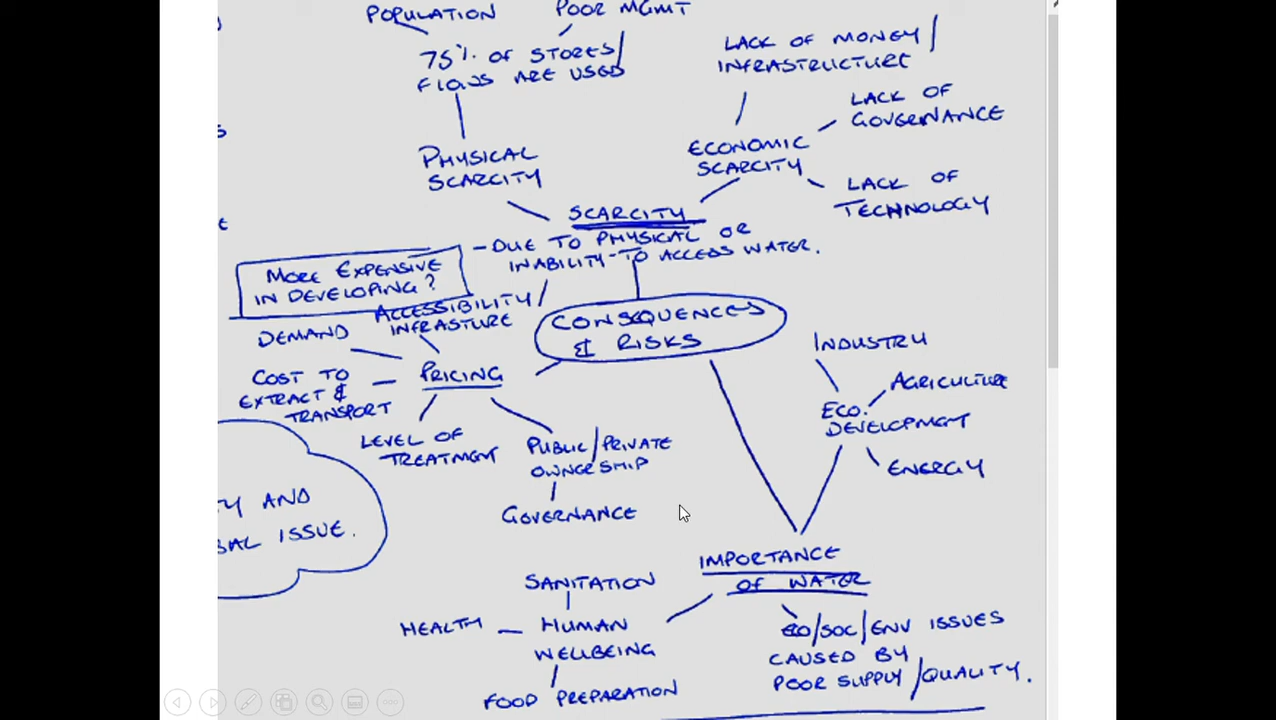 POPULATION
POOR MGMT
75% OF STORES/
FLOWS ARE USED
LACK OF MONEY/
INFRASTRUCTURE
LACK OF
GOVERNANCE
PHYSICAL
SCARCITY
ECONOMIC
SCARCITY
LACK OF
TECHNOLOGY
SCARCITY
- DUE TO PHYSICAL OR
INABILITY TO ACCESS WATER.
MORE EXPENSIVE
IN DEVELOPING?
CONSEQUENCES
& RISKS
ACCESSIBILITY
INFRASTURE
DEMAND
PRICING
COST TO
EXTRACT &
TRANSPORT
LEVEL OF
TREATMENT
PUBLIC/PRIVATE
OWNERSHIP
GOVERNANCE
INDUSTRY
AGRICULTURE
ECO.
DEVELOPMENT
ENERGY
AND
ISSUE.
IMPORTANCE
OF WATER
SANITATION
HEALTH
HUMAN
WELLBEING
FOOD PREPARATION
/SOC/ENV ISSUES
CAUSED BY
POOR SUPPLY/QUALITY.